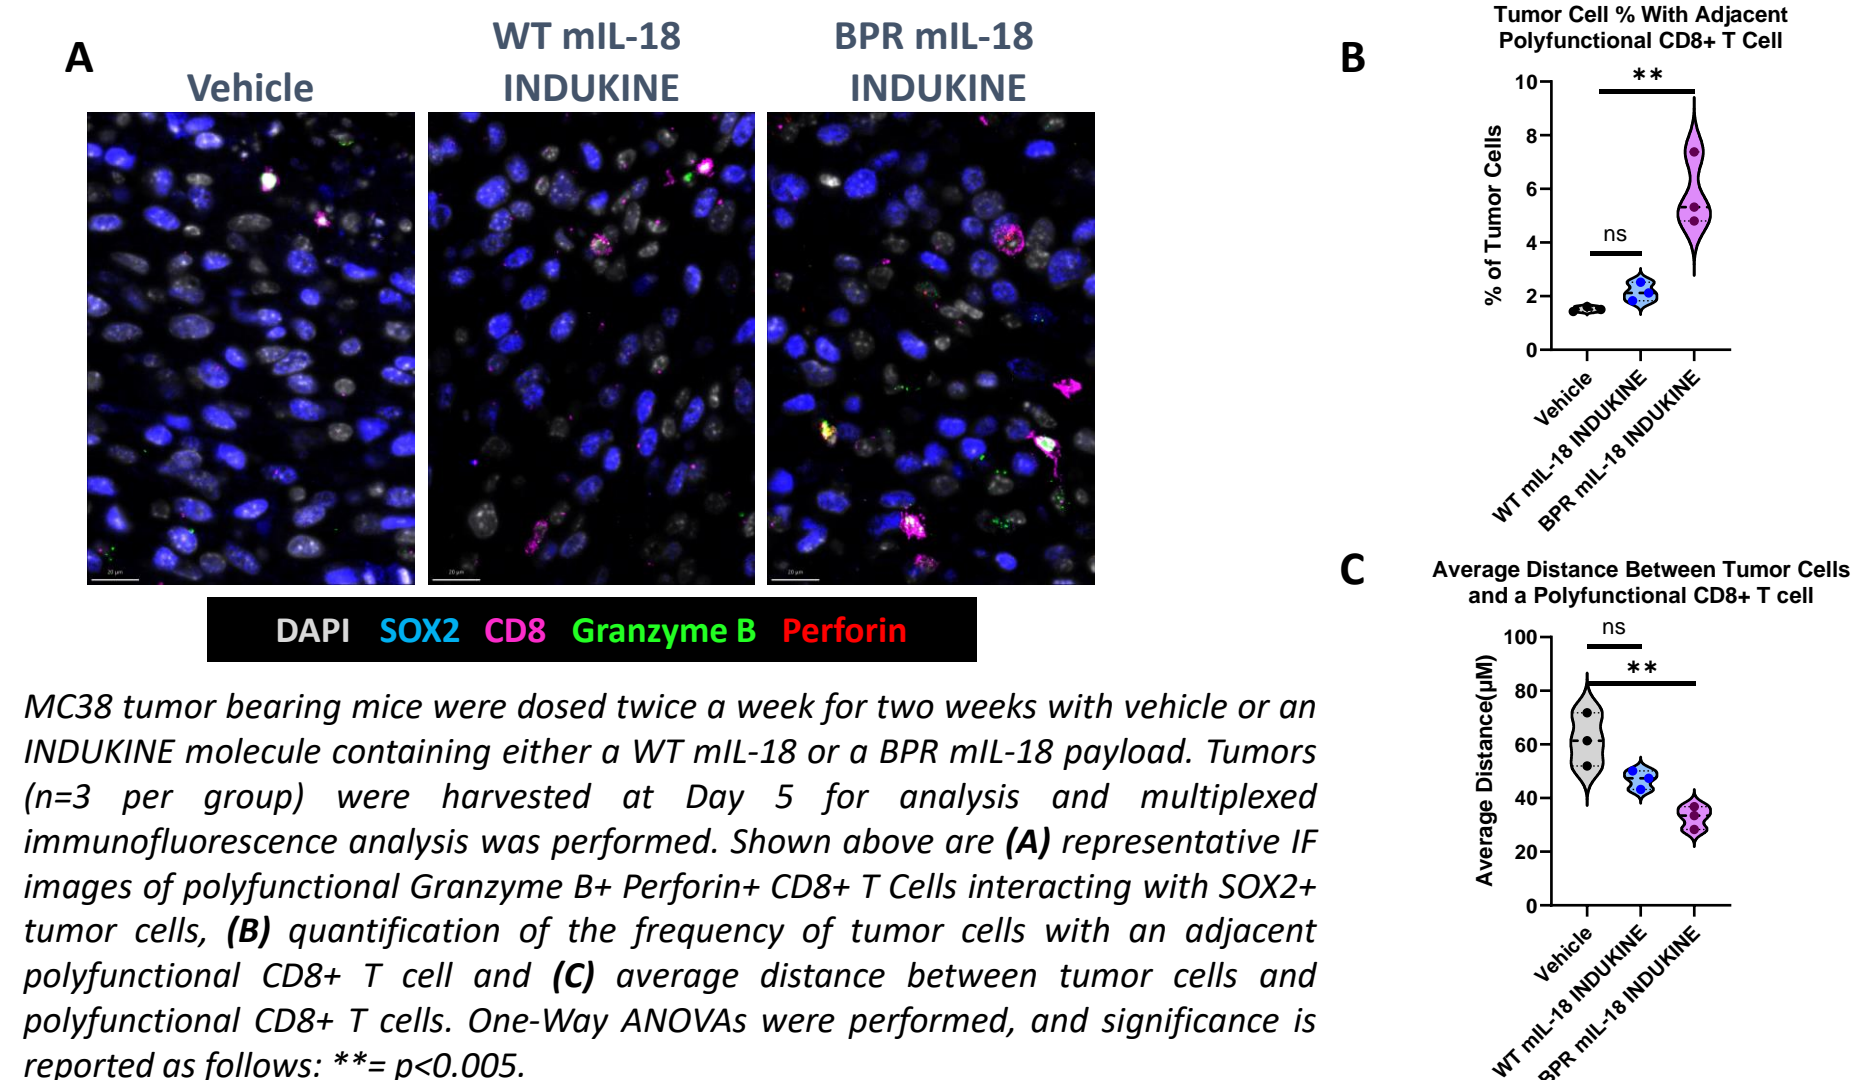 A
Vehicle
WT mIL-18
INDUKINE
BPR mIL-18
INDUKINE
20 µm
20 µm
20 µm
DAPI SOX2 CD8 Granzyme B Perforin
MC38 tumor bearing mice were dosed twice a week for two weeks with vehicle or an
INDUKINE molecule containing either a WT mIL-18 or a BPR mIL-18 payload. Tumors
(n=3 per group) were harvested at Day 5 for analysis and multiplexed
immunofluorescence analysis was performed. Shown above are (A) representative IF
images of polyfunctional Granzyme B+ Perforin+ CD8+ T Cells interacting with SOX2+
tumor cells, (B) quantification of the frequency of tumor cells with an adjacent
polyfunctional CD8+ T cell and (C) average distance between tumor cells and
polyfunctional CD8+ T cells. One-Way ANOVAs were performed, and significance is
reported as follows: **= p<0.005.
B
Tumor Cell % With Adjacent
Polyfunctional CD8+ T Cell
% of Tumor Cells
10
8
6
4
2
0
**
ns
Vehicle
WT mIL-18 INDUKINE
BPR mIL-18 INDUKINE
C
Average Distance Between Tumor Cells
and a Polyfunctional CD8+ T cell
Average Distance(µM)
100
80
60
40
20
0
ns
**
Vehicle
WT mIL-18 INDUKINE
BPR mIL-18 INDUKINE